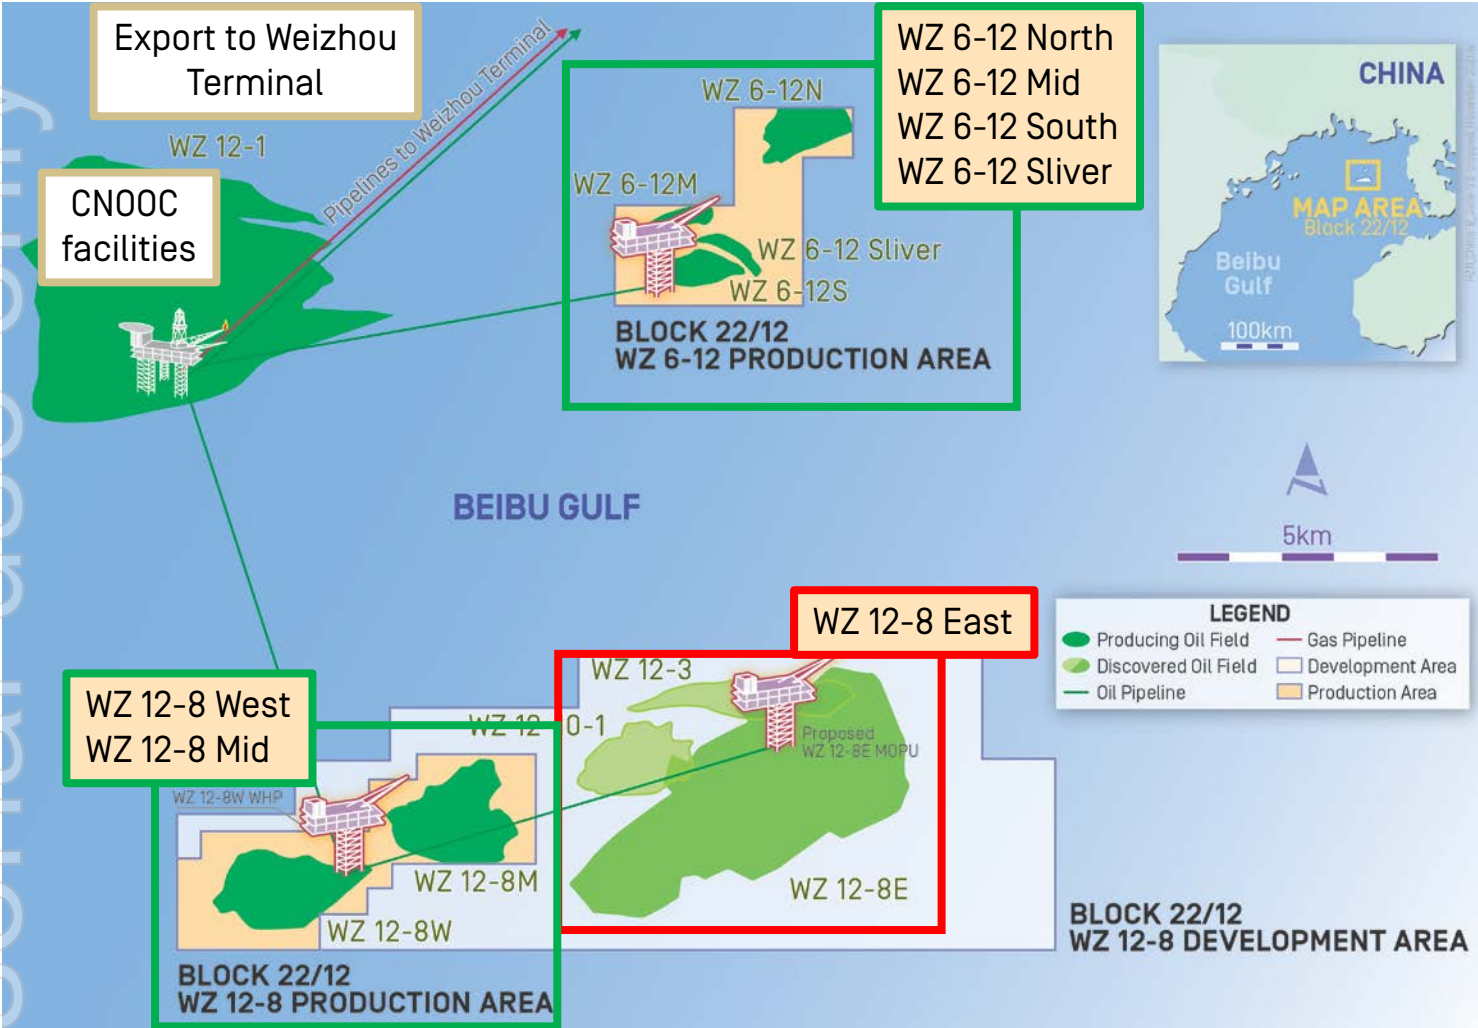 Export to Weizhou
Terminal
WZ 12-1
CNOOC
facilities
Pipelines to Weizhou Terminal
WZ 6-12 North
WZ 6-12 Mid
WZ 6-12 South
WZ 6-12 Sliver
WZ 6-12N
WZ 6-12M
WZ 6-12 Sliver
WZ 6-12S
BLOCK 22/12
WZ 6-12 PRODUCTION AREA
CHINA
MAP AREA
Block 22/12
Beibu
Gulf
100km
BEIBU GULF
5km
LEGEND
Producing Oil Field
Discovered Oil Field
Oil Pipeline
Gas Pipeline
Development Area
Production Area
WZ 12-8 East
WZ 12-3
WZ 12-8 West
WZ 12-8 Mid
WZ 12-
0-1
Proposed
WZ 12-8E MOPU
WZ 12-8W WHP
WZ 12-8M
WZ 12-8E
WZ 12-8W
BLOCK 22/12
WZ 12-8 DEVELOPMENT AREA
BLOCK 22/12
WZ 12-8 PRODUCTION AREA